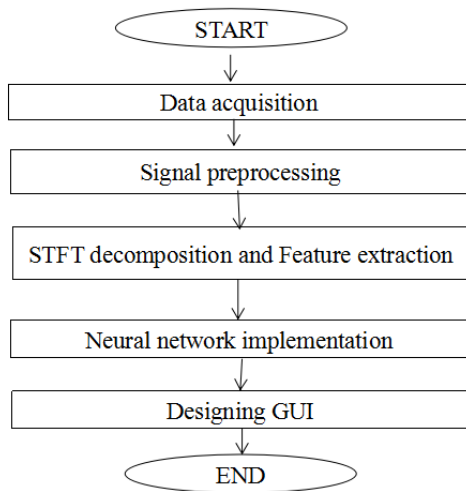 START
Data acquisition
Signal preprocessing
STFT decomposition and Feature extraction
Neural network implementation
Designing GUI
END